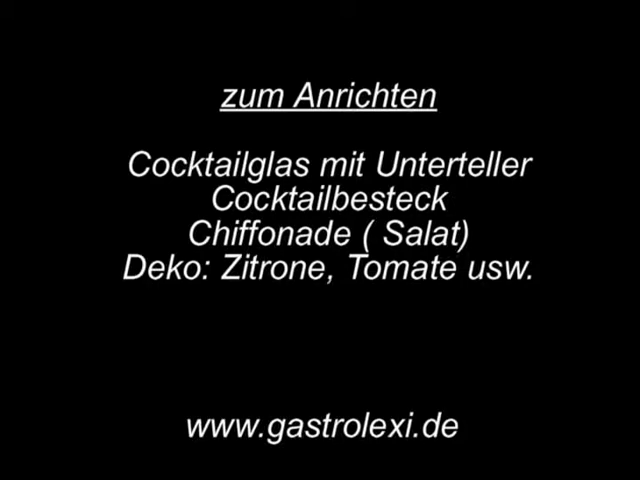 zum Anrichten
Cocktailglas mit Unterteller
Cocktailbesteck
Chiffonade ( Salat)
Deko: Zitrone, Tomate usw.
www.gastrolexi.de